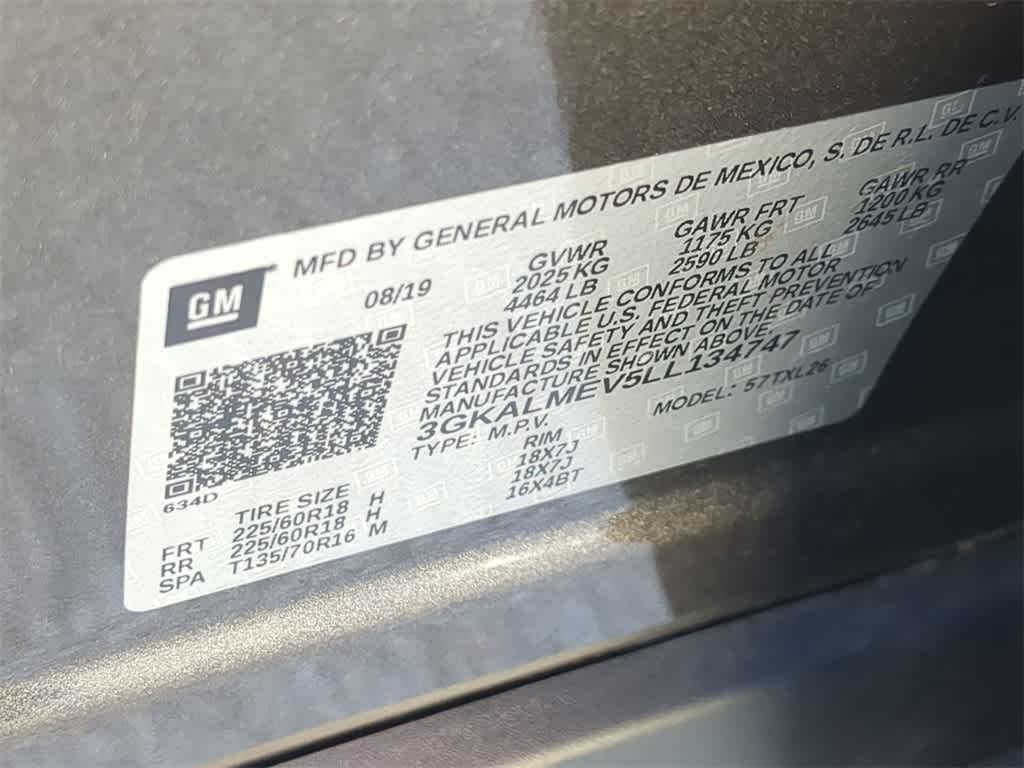 GM
MFD BY GENERAL MOTORS DE MEXICO, S. DE R.L. DE C.V.
08/19 GVWR GAWR FRT GAWR RR
2025 KG 1175 KG 1200 KG
4464 LB 2590 LB 2645 LB
THIS VEHICLE CONFORMS TO ALL
APPLICABLE U.S. FEDERAL MOTOR
VEHICLE SAFETY AND THEFT PREVENTION
STANDARDS IN EFFECT ON THE DATE OF
MANUFACTURE SHOWN ABOVE.
3GKALMEV5LL134747
TYPE: M.P.V. MODEL: 57TXL26
634D
TIRE SIZE RIM
FRT 225/60R18 H 18X7J
RR 225/60R18 H 18X7J
SPA T135/70R16 M 16X4BT